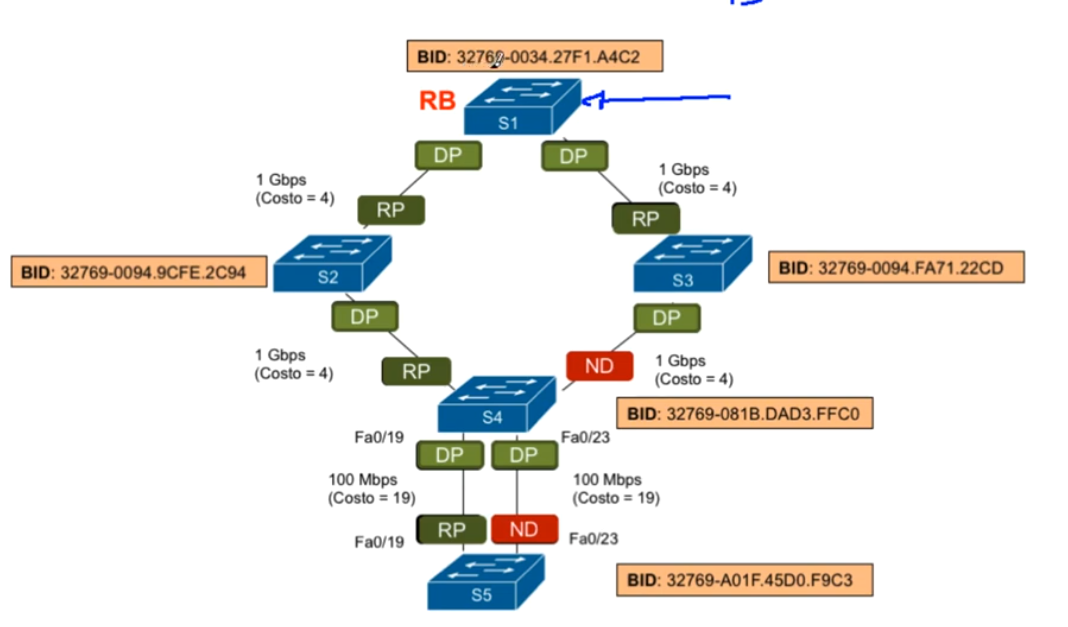 BID: 32769-0034.27F1.A4C2
RB
S1
DP
DP
1 Gbps
(Costo = 4)
1 Gbps
(Costo = 4)
RP
RP
BID: 32769-0094.9CFE.2C94
S2
S3
BID: 32769-0094.FA71.22CD
DP
DP
1 Gbps
(Costo = 4)
RP
ND
1 Gbps
(Costo = 4)
S4
BID: 32769-081B.DAD3.FFC0
Fa0/19
Fa0/23
DP
DP
100 Mbps
(Costo = 19)
100 Mbps
(Costo = 19)
Fa0/19
RP
ND
Fa0/23
S5
BID: 32769-A01F.45D0.F9C3